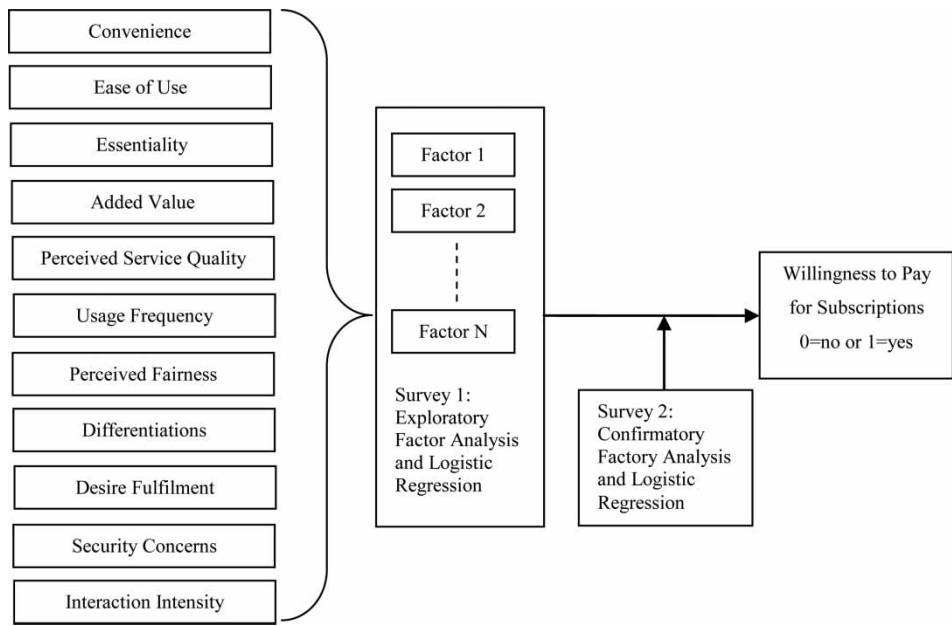 Convenience
Ease of Use
Essentiality
Added Value
Perceived Service Quality
Usage Frequency
Perceived Fairness
Differentiations
Desire Fulfilment
Security Concerns
Interaction Intensity
Factor 1
Factor 2
Factor N
Survey 1:
Exploratory
Factor Analysis
and Logistic
Regression
Survey 2:
Confirmatory
Factory Analysis
and Logistic
Regression
Willingness to Pay
for Subscriptions
0=no or 1=yes